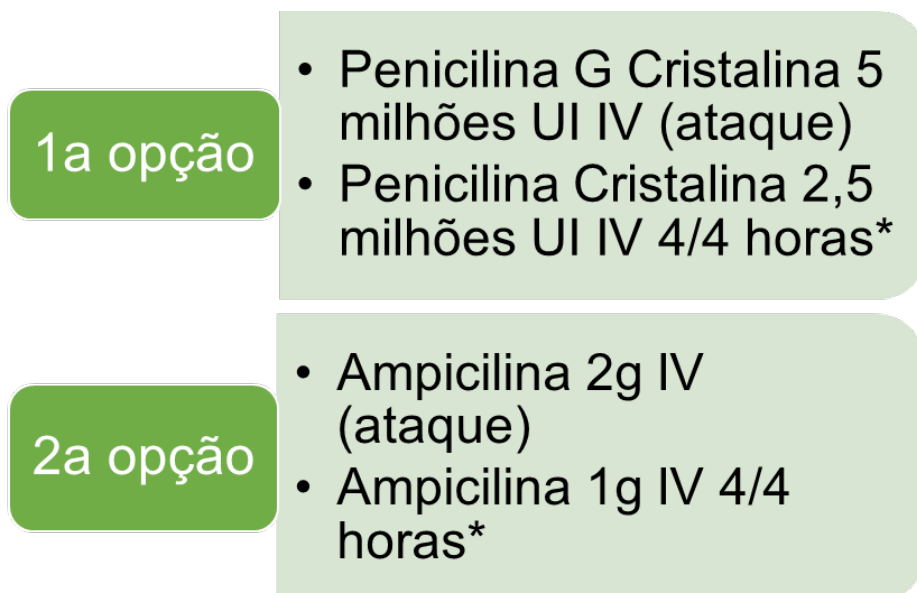 1a opção
• Penicilina G Cristalina 5
milhões UI IV (ataque)
• Penicilina Cristalina 2,5
milhões UI IV 4/4 horas*
2a opção
• Ampicilina 2g IV
(ataque)
• Ampicilina 1g IV 4/4
horas*